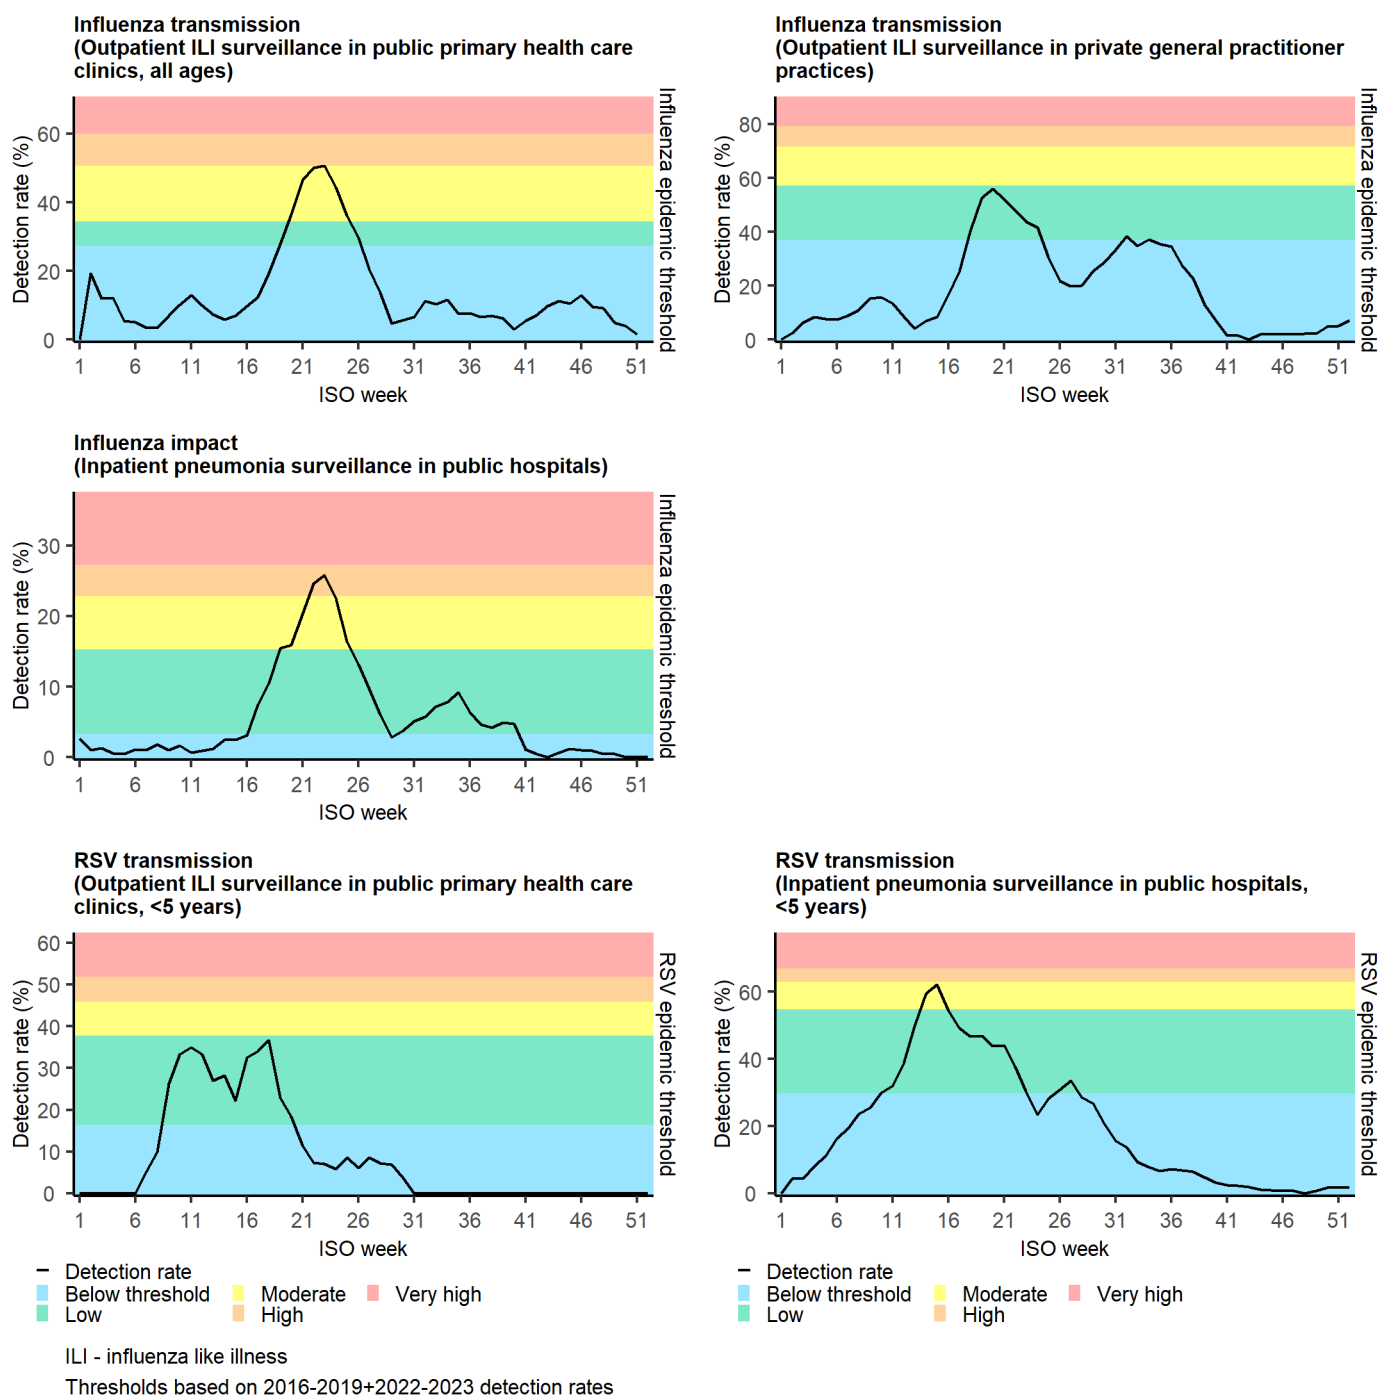 Influenza transmission
(Outpatient ILI surveillance in public primary health care
clinics, all ages)
Detection rate (%)
60
40
20
0
1 6 11 16 21 26 31 36 41 46 51
ISO week
Influenza epidemic threshold
Influenza transmission
(Outpatient ILI surveillance in private general practitioner
practices)
Detection rate (%)
80
60
40
20
0
1 6 11 16 21 26 31 36 41 46 51
ISO week
Influenza epidemic threshold
Influenza impact
(Inpatient pneumonia surveillance in public hospitals)
Detection rate (%)
30
20
10
0
1 6 11 16 21 26 31 36 41 46 51
ISO week
Influenza epidemic threshold
RSV transmission
(Outpatient ILI surveillance in public primary health care
clinics, <5 years)
Detection rate (%)
60
50
40
30
20
10
0
1 6 11 16 21 26 31 36 41 46 51
ISO week
RSV epidemic threshold
Detection rate
Below threshold Moderate Very high
Low High
RSV transmission
(Inpatient pneumonia surveillance in public hospitals,
<5 years)
Detection rate (%)
60
40
20
0
1 6 11 16 21 26 31 36 41 46 51
ISO week
RSV epidemic threshold
Detection rate
Below threshold Moderate Very high
Low High
ILI - influenza like illness
Thresholds based on 2016-2019+2022-2023 detection rates